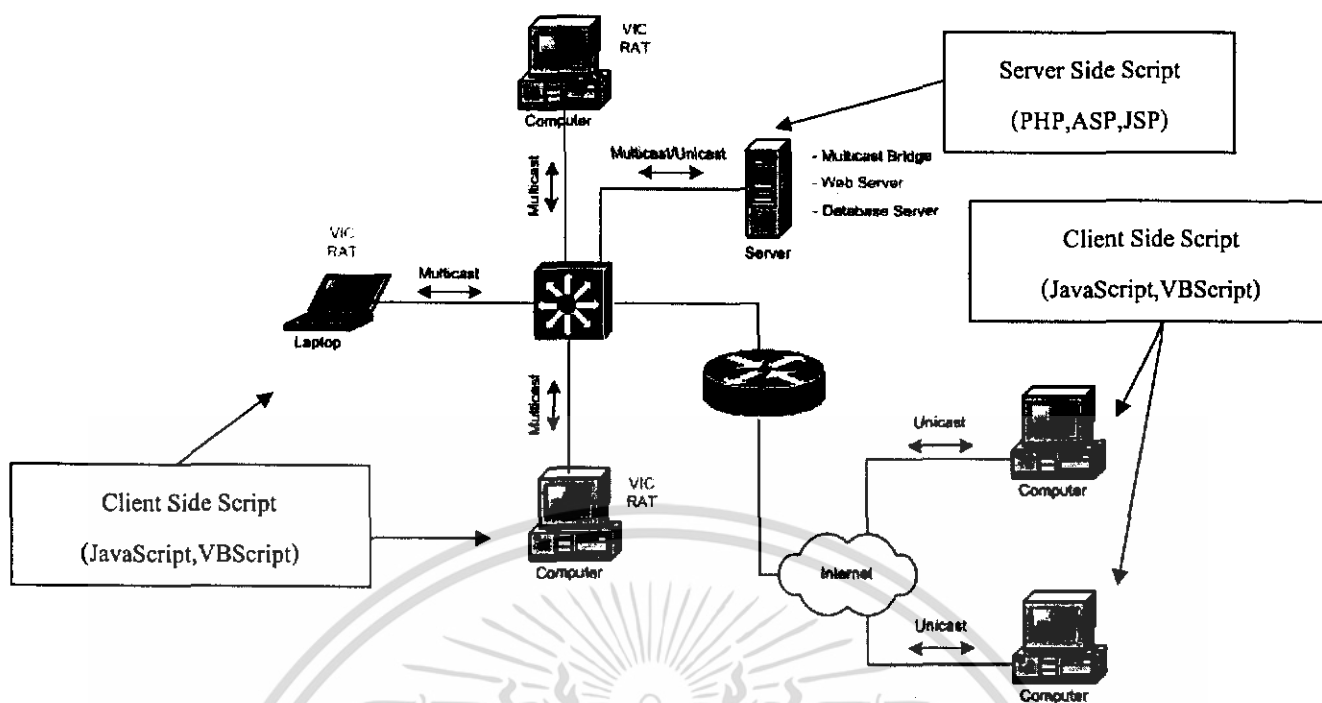 VIC
RAT
Computer
Server Side Script
(PHP,ASP,JSP)
Multicast/Unicast
- Multicast Bridge
- Web Server
- Database Server
Server
Multicast
VIC
RAT
Multicast
Laptop
Client Side Script
(JavaScript,VBScript)
Multicast
Unicast
Computer
Client Side Script
(JavaScript,VBScript)
VIC
RAT
Computer
Internet
Unicast
Computer